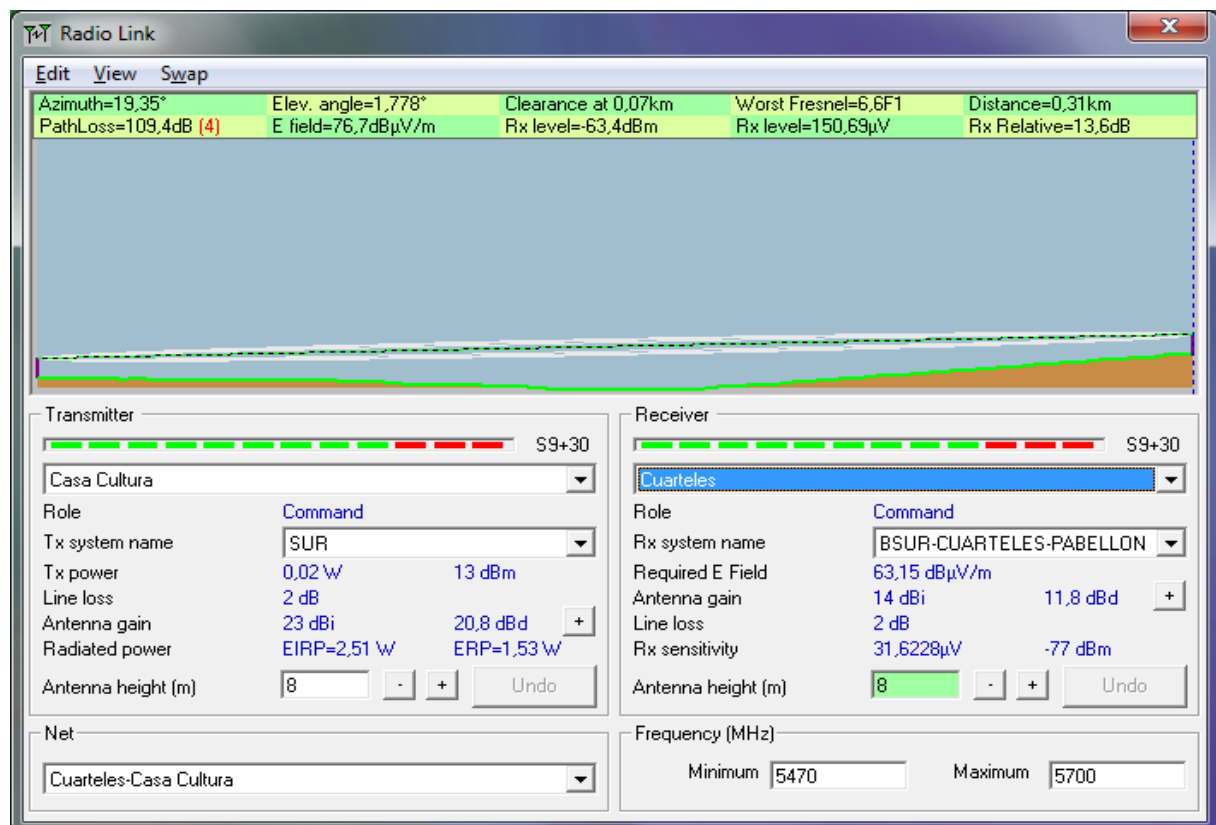 Radio Link
Edit View Swap
Azimuth=19,35° Elev. angle=1,778° Clearance at 0,07km Worst Fresnel=6,6F1 Distance=0,31km
PathLoss=109,4dB (4) E field=76,7dBµV/m Rx level=-63,4dBm Rx level=150,69µV Rx Relative=13,6dB
Transmitter
S9+30
Casa Cultura
Role Command
Tx system name SUR
Tx power 0,02 W 13 dBm
Line loss 2 dB
Antenna gain 23 dBi 20,8 dBd +
Radiated power EIRP=2,51 W ERP=1,53 W
Antenna height (m) 8 - + Undo
Net
Cuarteles-Casa Cultura
Receiver
S9+30
Cuarteles
Role Command
Rx system name BSUR-CUARTELES-PABELLON
Required E Field 63,15 dBµV/m
Antenna gain 14 dBi 11,8 dBd +
Line loss 2 dB
Rx sensitivity 31,6228µV -77 dBm
Antenna height (m) 8 - + Undo
Frequency (MHz)
Minimum 5470 Maximum 5700